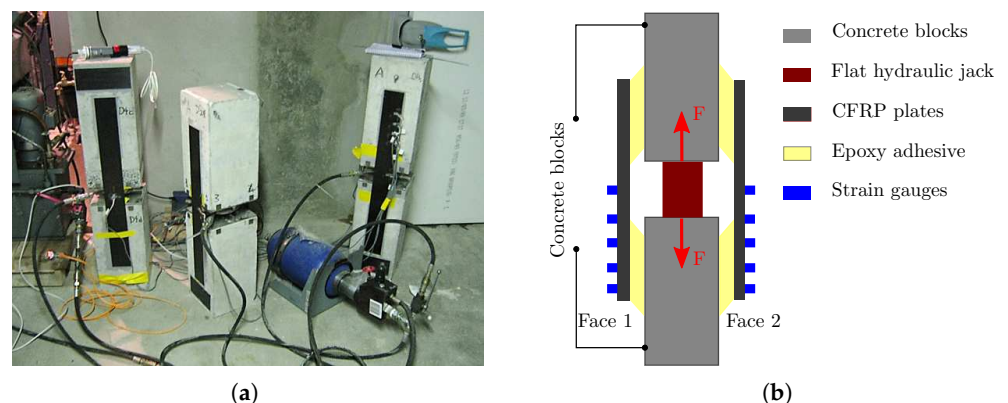 Concrete blocks
Flat hydraulic jack
CFRP plates
Epoxy adhesive
Strain gauges
Concrete blocks
F
F
Face 1
Face 2
A
(a)
(b)